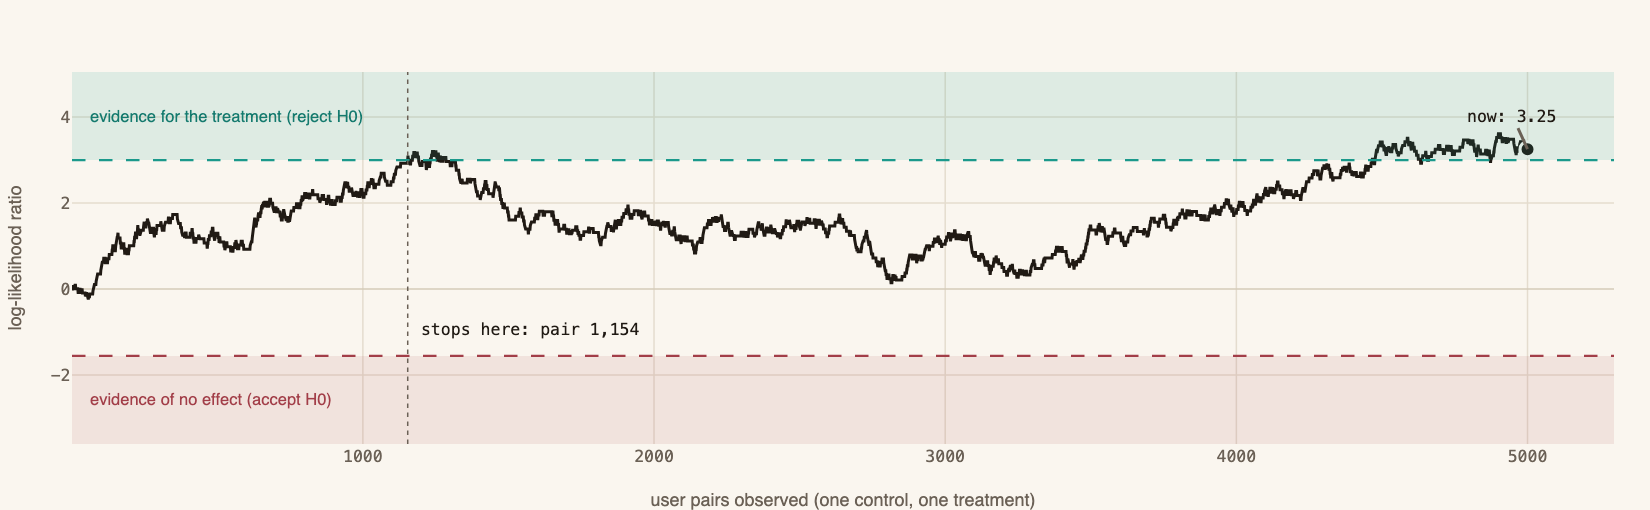 4
evidence for the treatment (reject H0)
now: 3.25
2
0
log-likelihood ratio
stops here: pair 1,154
−2
evidence of no effect (accept H0)
1000
2000
3000
4000
5000
user pairs observed (one control, one treatment)